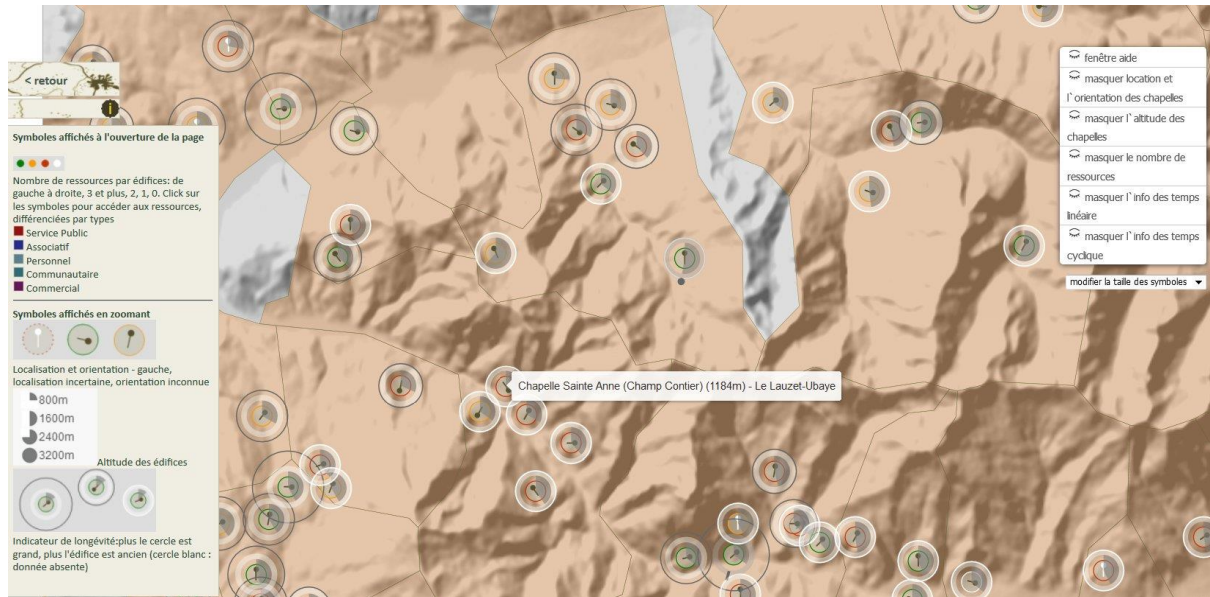 < retour
i
Symboles affichés à l'ouverture de la page
Nombre de ressources par édifices: de
gauche à droite, 3 et plus, 2, 1, 0. Click sur
les symboles pour accéder aux ressources,
différenciées par types
Service Public
Associatif
Personnel
Communautaire
Commercial
Symboles affichés en zoomant
Localisation et orientation - gauche,
localisation incertaine, orientation inconnue
800m
1600m
2400m
3200m
Altitude des édifices
Indicateur de longévité:plus le cercle est
grand, plus l'édifice est ancien (cercle blanc :
donnée absente)
Chapelle Sainte Anne (Champ Contier) (1184m) - Le Lauzet-Ubaye
fenêtre aide
masquer location et
l`orientation des chapelles
masquer l`altitude des
chapelles
masquer le nombre de
ressources
masquer l`info des temps
linéaire
masquer l`info des temps
cyclique
modifier la taille des symboles